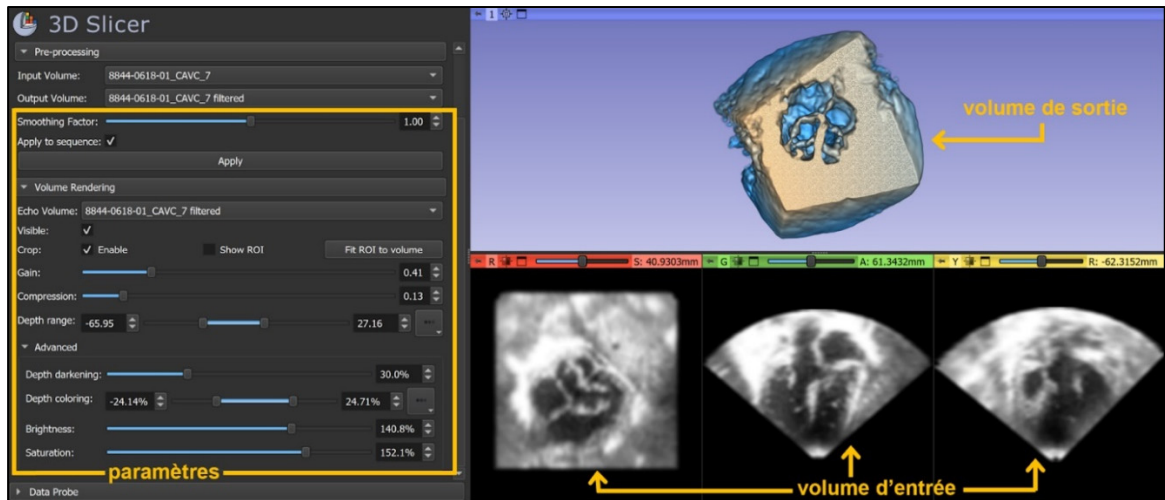 3D Slicer
Pre-processing
Input Volume: 8844-0618-01_CAVC_7
Output Volume: 8844-0618-01_CAVC_7 filtered
Smoothing Factor: 1.00
Apply to sequence:
Apply
Volume Rendering
Echo Volume: 8844-0618-01_CAVC_7 filtered
Visible:
Crop: Enable Show ROI Fit ROI to volume
Gain: 0.41
Compression: 0.13
Depth range: -65.95 27.16
Advanced
Depth darkening: 30.0%
Depth coloring: -24.14% 24.71%
Brightness: 140.8%
Saturation: 152.1%
paramètres
Data Probe
1
volume de sortie
R S: 40.9303mm
G A: 61.3432mm
Y R: -62.3152mm
volume d'entrée